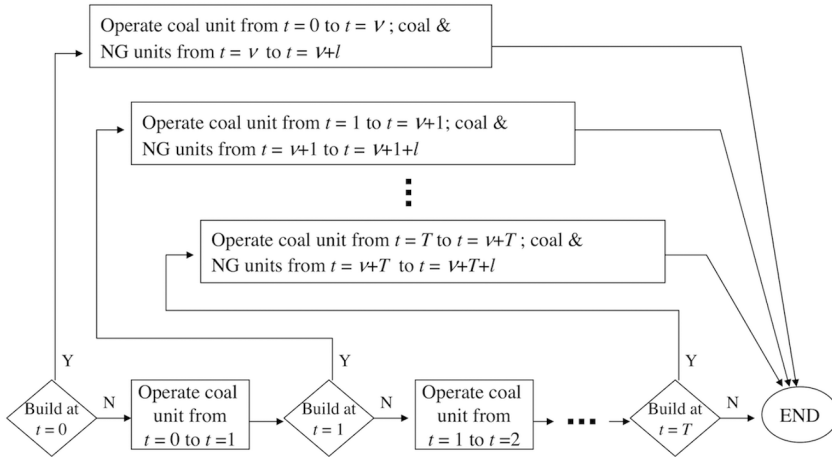 Operate coal unit from t = 0 to t = ν ; coal &
NG units from t = ν to t = ν+l
Operate coal unit from t = 1 to t = ν+1; coal &
NG units from t = ν+1 to t = ν+1+l
Operate coal unit from t = T to t = ν+T ; coal &
NG units from t = ν+T to t = ν+T+l
Y
Y
Y
Build at
t = 0
N
Operate coal
unit from
t = 0 to t =1
Build at
t = 1
N
Operate coal
unit from
t = 1 to t =2
Build at
t = T
N
END